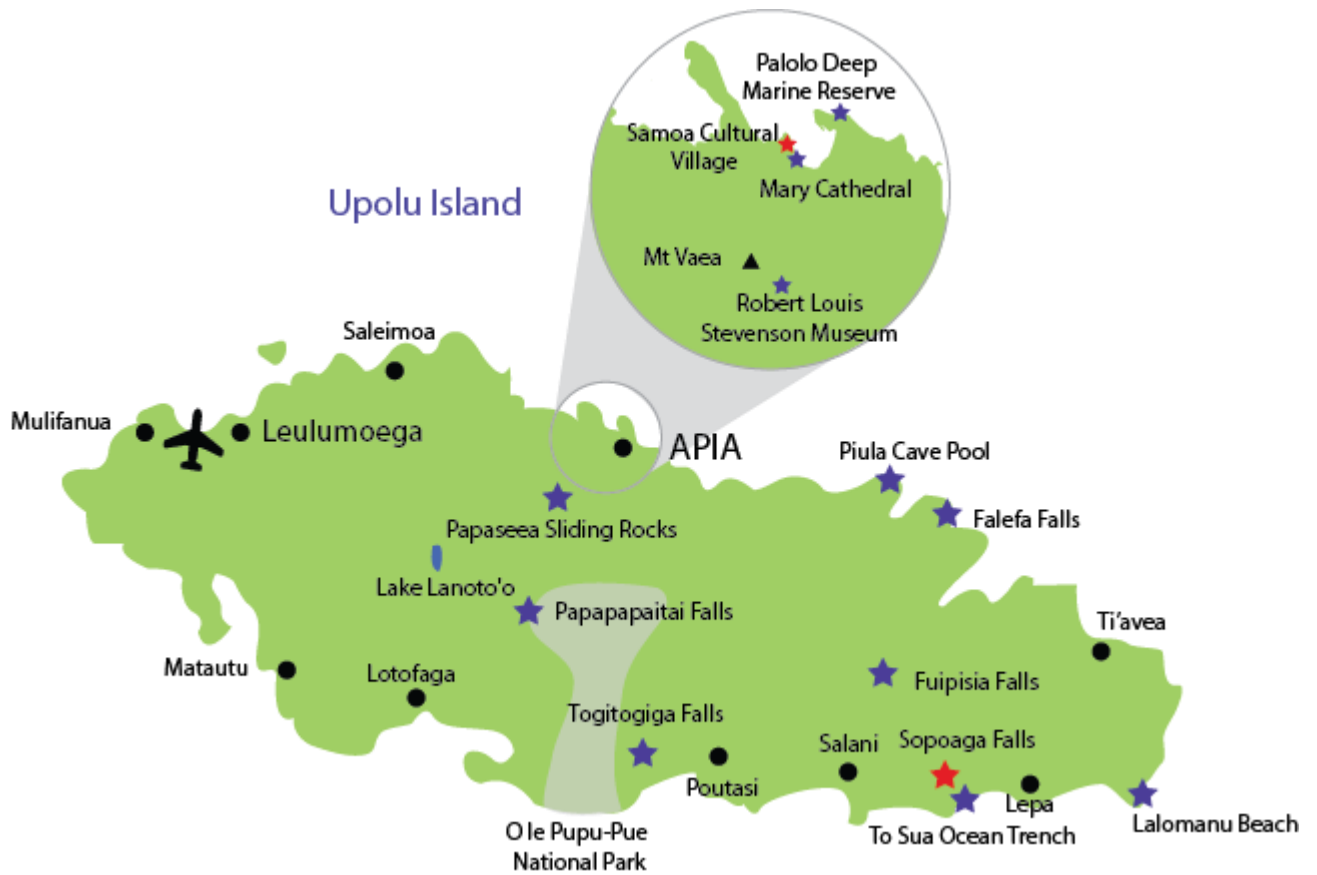 Palolo Deep
Marine Reserve
Samoa Cultural
Village
Mary Cathedral
Upolu Island
Mt Vaea
Robert Louis
Stevenson Museum
Saleimoa
Mulifanua
Leulumoega
APIA
Piula Cave Pool
Papaseea Sliding Rocks
Falefa Falls
Lake Lanoto'o
Papapapaitai Falls
Ti'avea
Matautu
Lotofaga
Fuipisia Falls
Togitogiga Falls
Salani
Sopoaga Falls
Poutasi
Lepa
O le Pupu-Pue
National Park
To Sua Ocean Trench
Lalomanu Beach